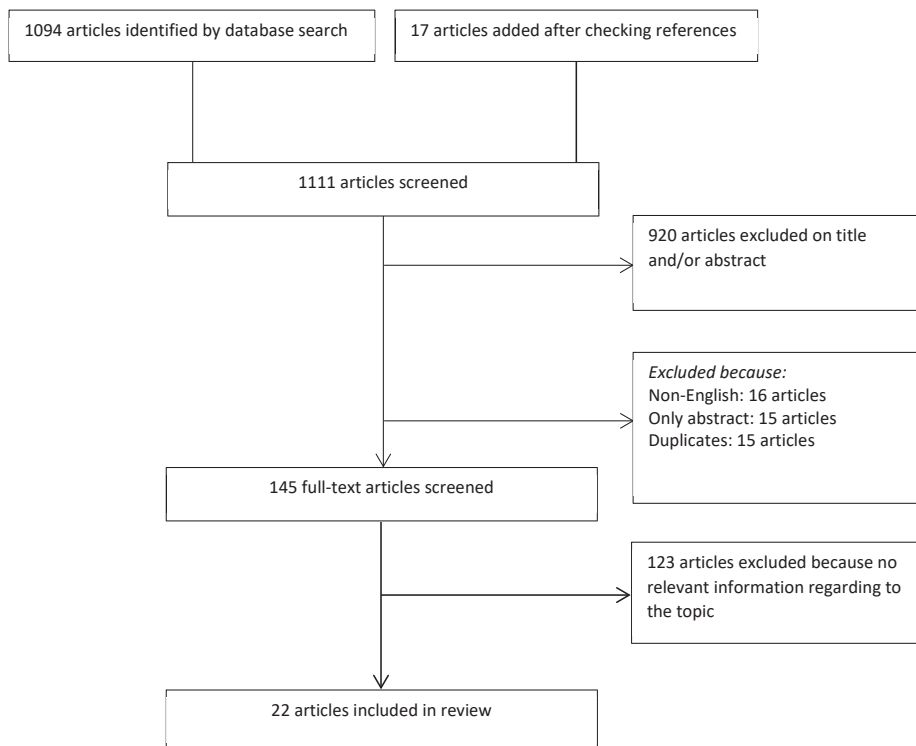 1094 articles identified by database search
17 articles added after checking references
1111 articles screened
920 articles excluded on title
and/or abstract
Excluded because:
Non-English: 16 articles
Only abstract: 15 articles
Duplicates: 15 articles
145 full-text articles screened
123 articles excluded because no
relevant information regarding to
the topic
22 articles included in review